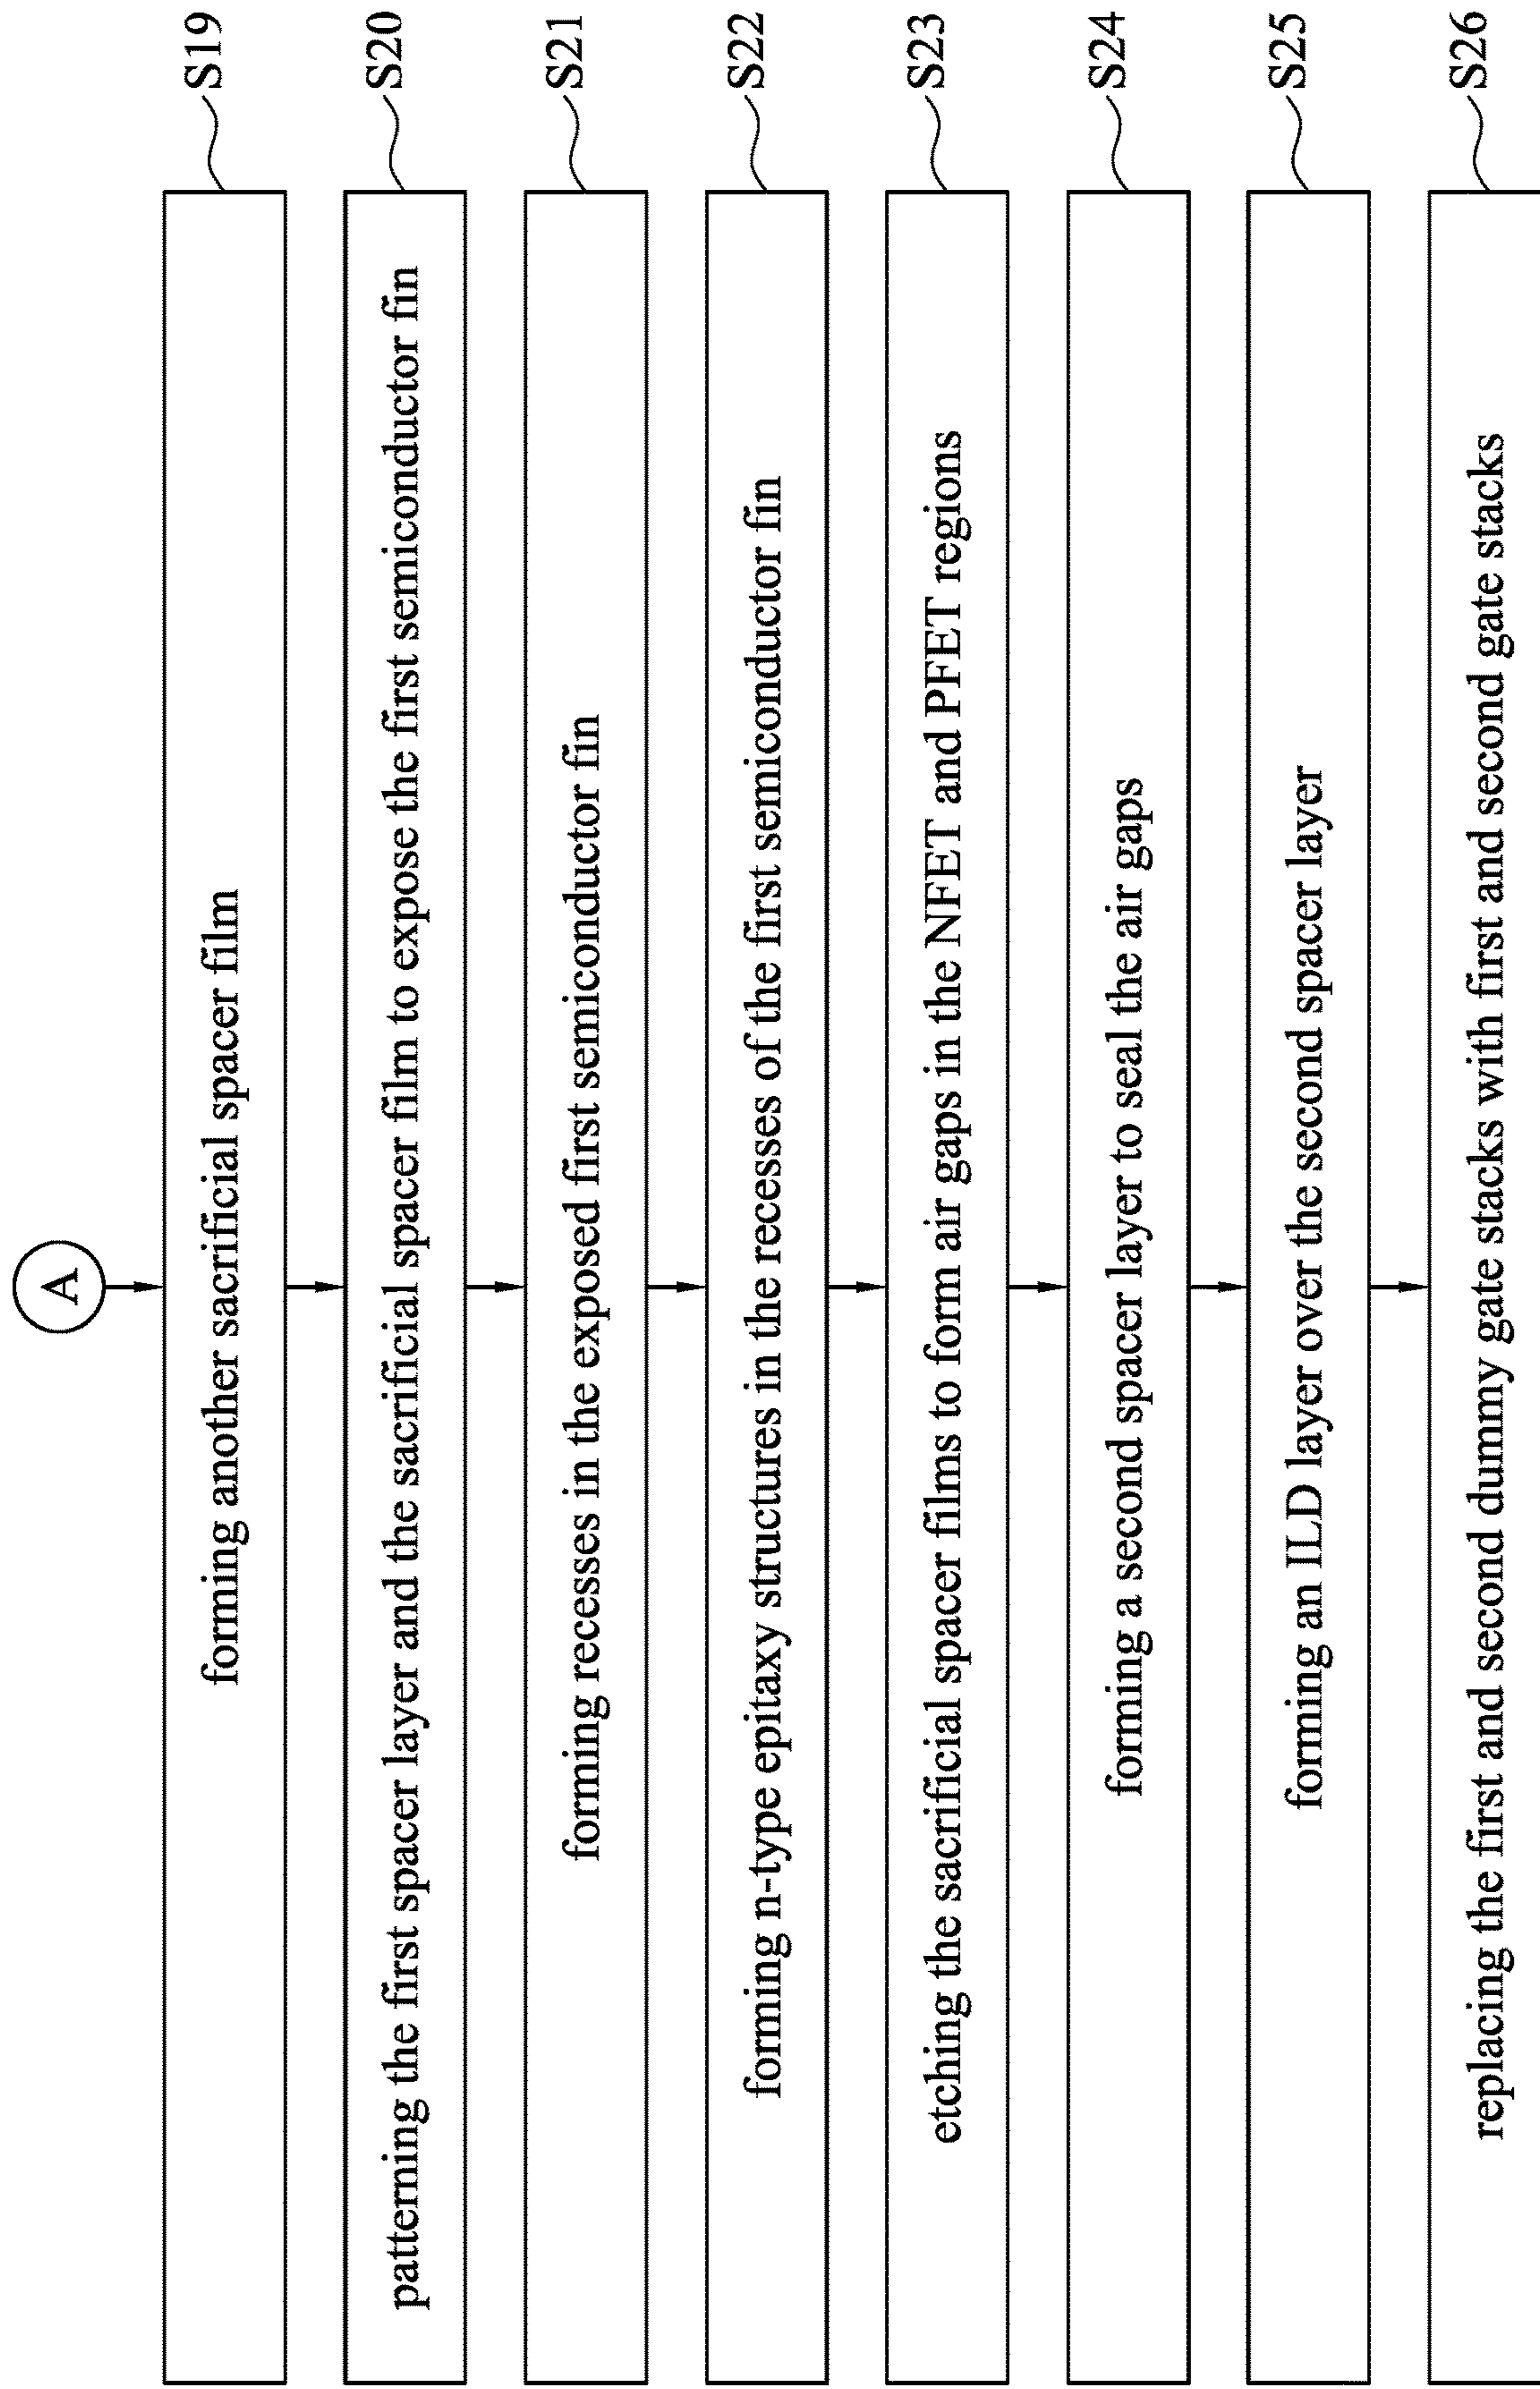 A
forming another sacrificial spacer film
S19
patterning the first spacer layer and the sacrificial spacer film to expose the first semiconductor fin
S20
forming recesses in the exposed first semiconductor fin
S21
forming n-type epitaxy structures in the recesses of the first semiconductor fin
S22
etching the sacrificial spacer films to form air gaps in the NFET and PFET regions
S23
forming a second spacer layer to seal the air gaps
S24
forming an ILD layer over the second spacer layer
S25
replacing the first and second dummy gate stacks with first and second gate stacks
S26